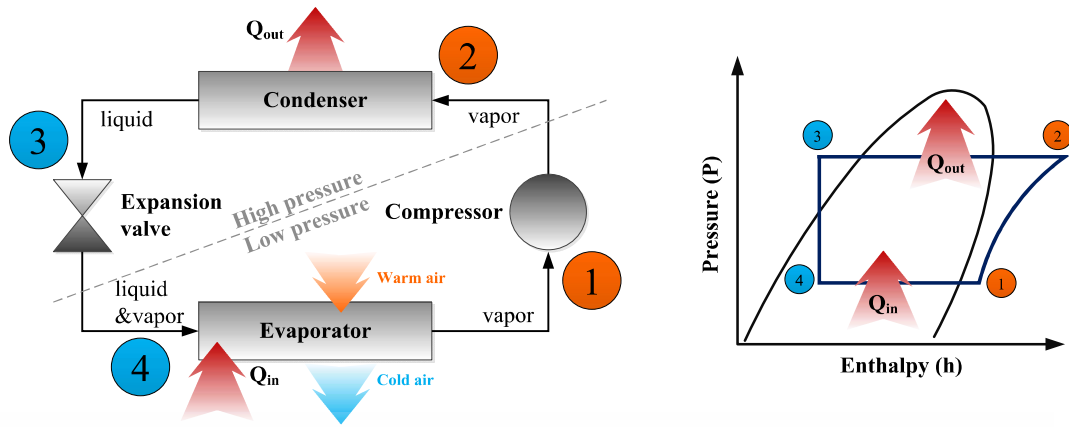 Qout
2
Condenser
liquid
vapor
3
Expansion
valve
High pressure
Low pressure
Compressor
1
Warm air
liquid
&vapor
Evaporator
vapor
4
Qin
Cold air
Pressure (P)
3
2
Qout
4
1
Qin
Enthalpy (h)